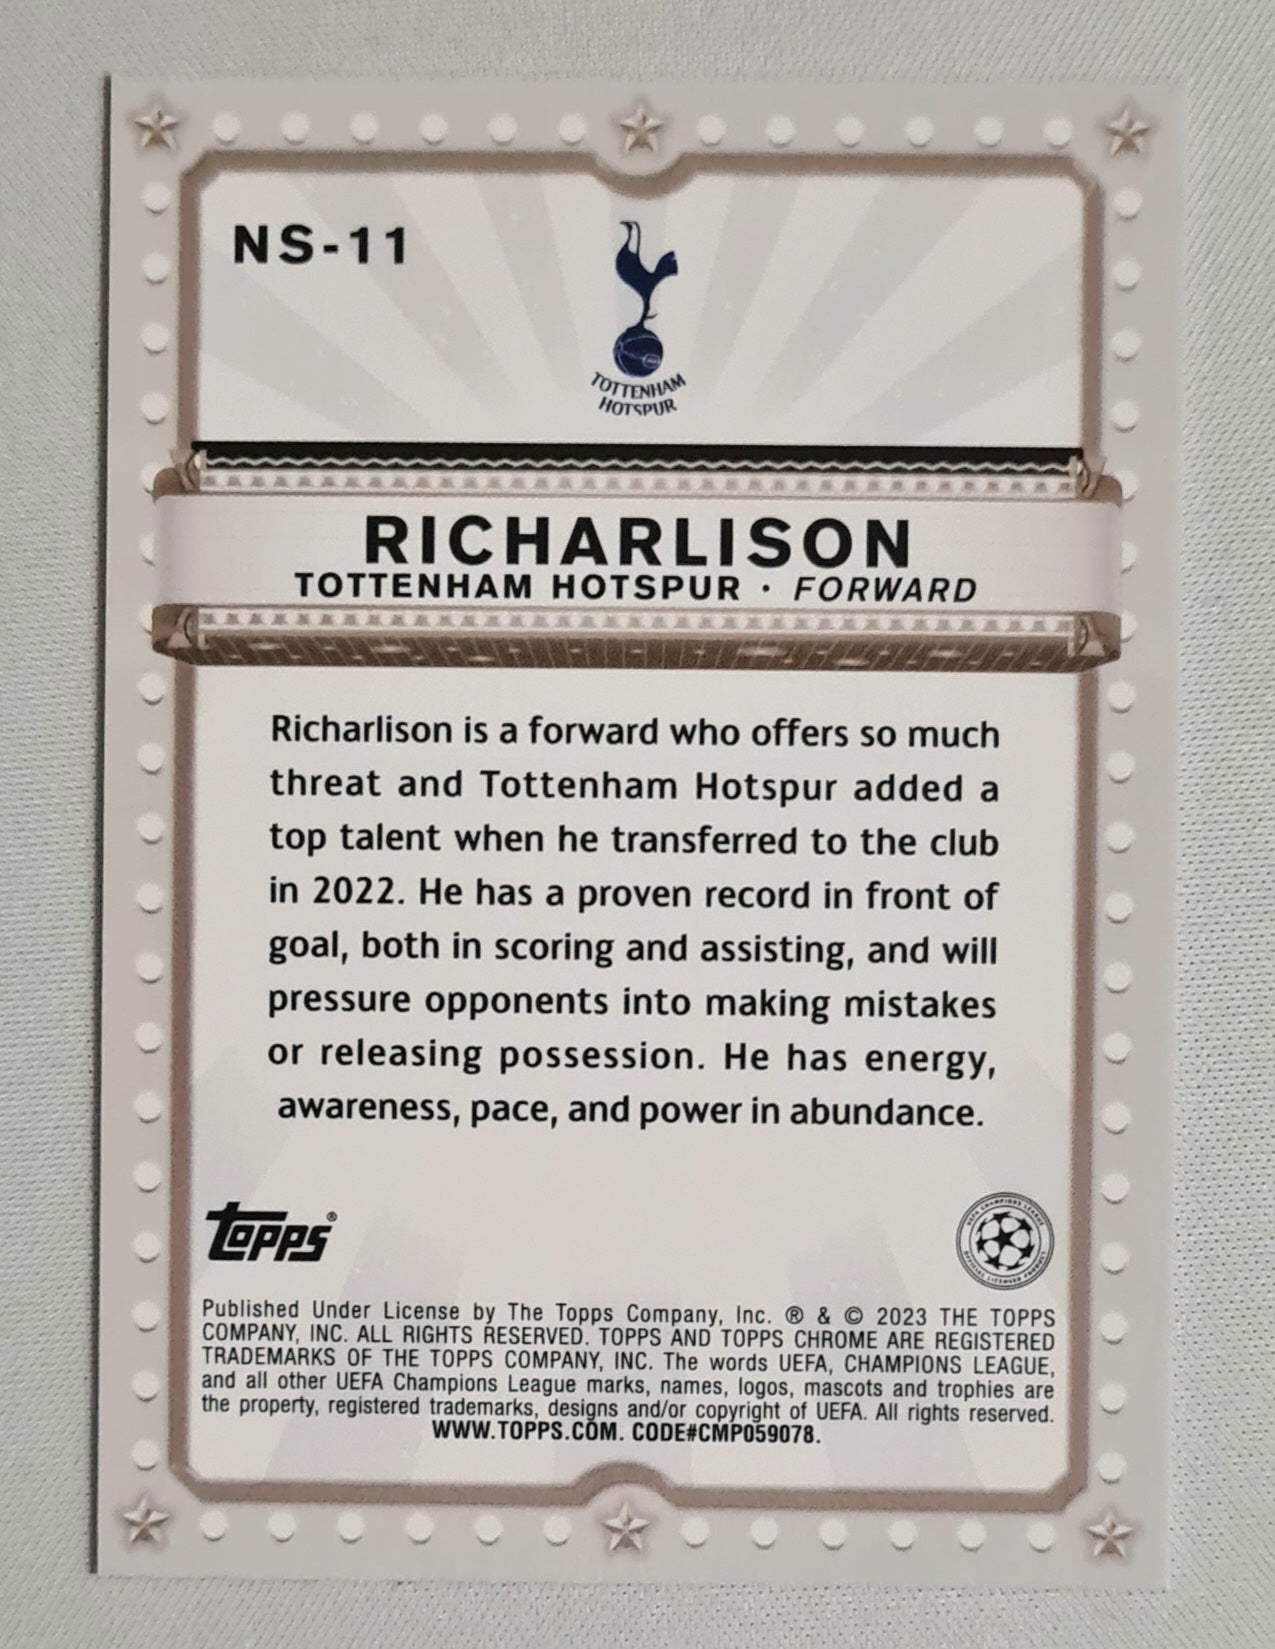 NS-11
TOTTENHAM
HOTSPUR
RICHARLISON
TOTTENHAM HOTSPUR · FORWARD
Richarlison is a forward who offers so much
threat and Tottenham Hotspur added a
top talent when he transferred to the club
in 2022. He has a proven record in front of
goal, both in scoring and assisting, and will
pressure opponents into making mistakes
or releasing possession. He has energy,
awareness, pace, and power in abundance.
Topps®
UEFA CHAMPIONS LEAGUE
OFFICIAL LICENSED PRODUCT
Published Under License by The Topps Company, Inc. ® & © 2023 THE TOPPS
COMPANY, INC. ALL RIGHTS RESERVED. TOPPS AND TOPPS CHROME ARE REGISTERED
TRADEMARKS OF THE TOPPS COMPANY, INC. The words UEFA, CHAMPIONS LEAGUE,
and all other UEFA Champions League marks, names, logos, mascots and trophies are
the property, registered trademarks, designs and/or copyright of UEFA. All rights reserved.
WWW.TOPPS.COM. CODE#CMP059078.